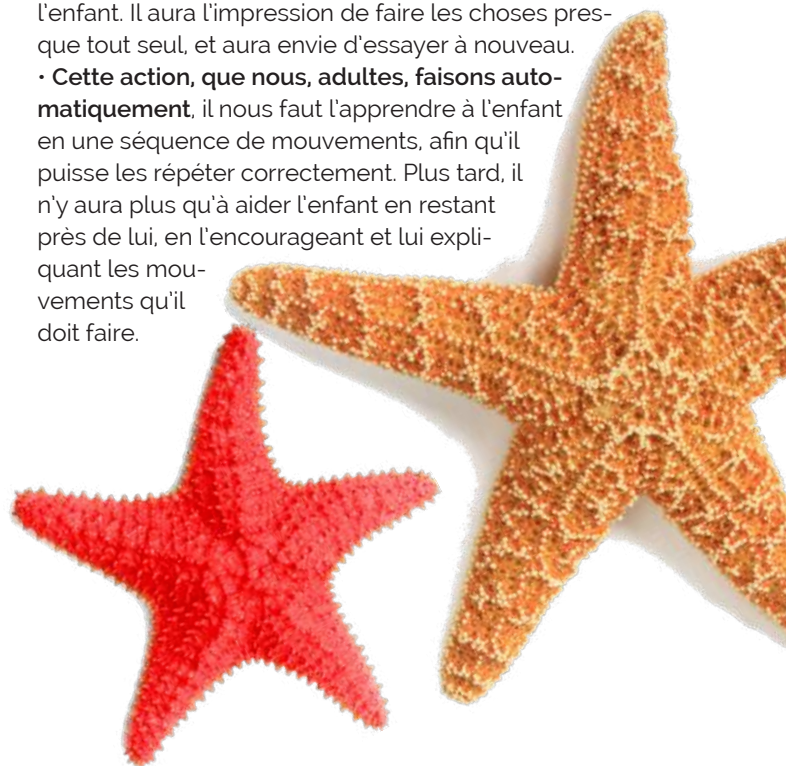 l'enfant. Il aura l'impression de faire les choses pres-
que tout seul, et aura envie d'essayer à nouveau.
• Cette action, que nous, adultes, faisons auto-
matiquement, il nous faut l'apprendre à l'enfant
en une séquence de mouvements, afin qu'il
puisse les répéter correctement. Plus tard, il
n'y aura plus qu'à aider l'enfant en restant
près de lui, en l'encourageant et lui expli-
quant les mou-
vements qu'il
doit faire.